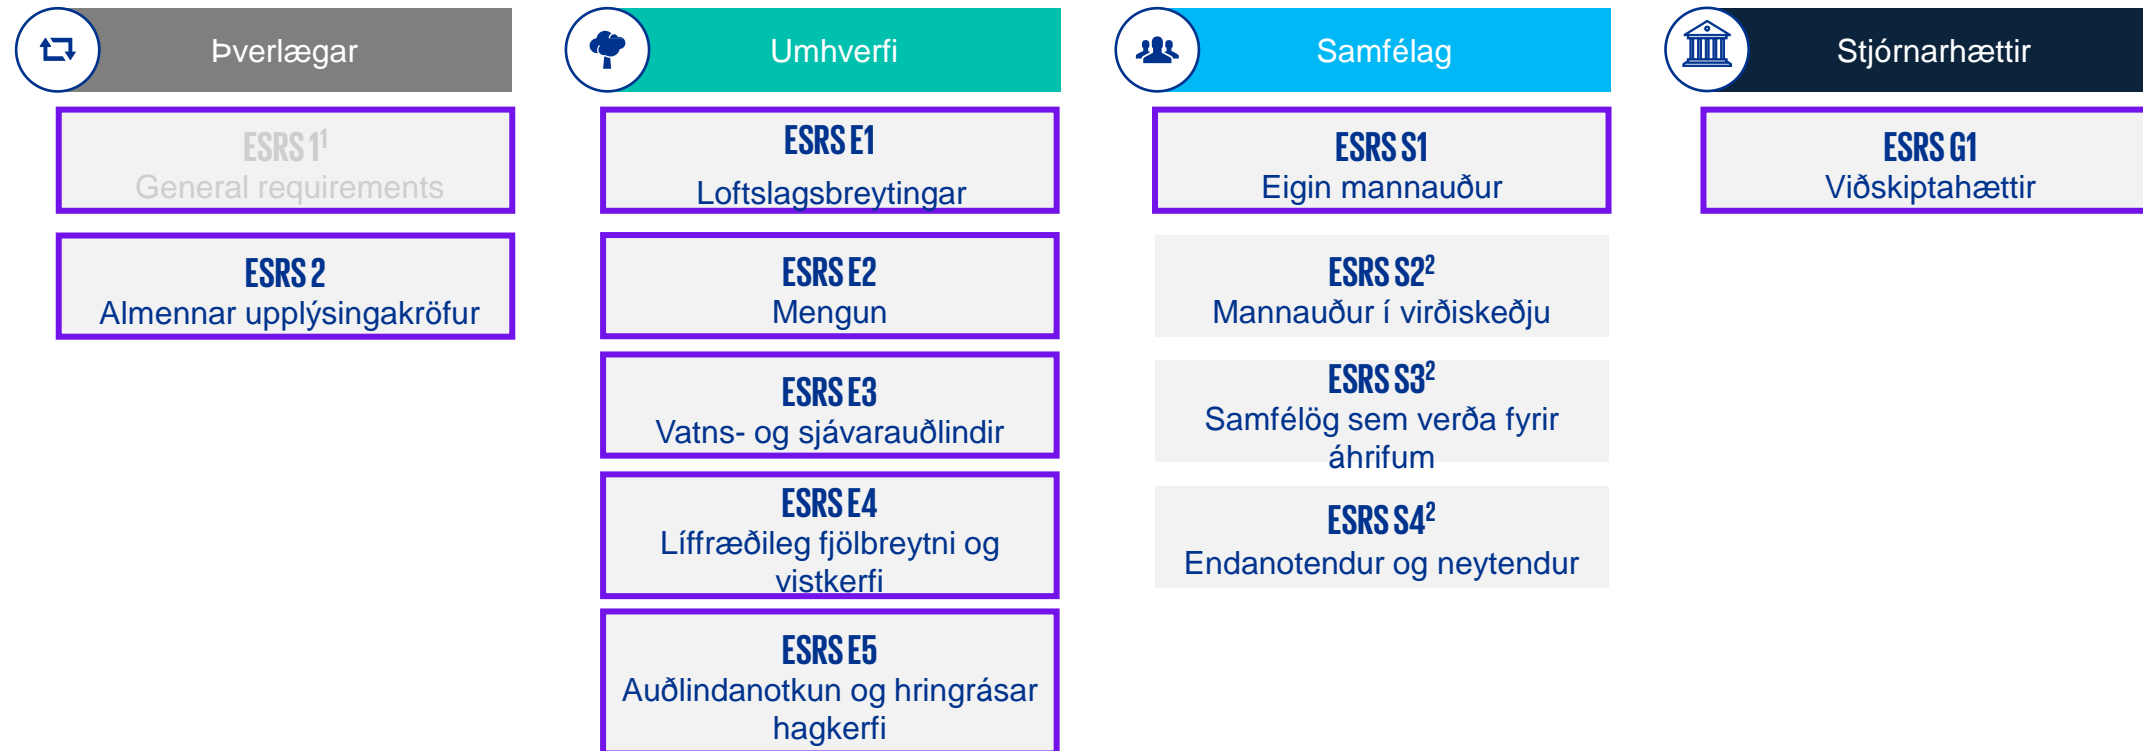 Þverlægar
ESRS 1¹
General requirements
ESRS 2
Almennar upplýsingakröfur
Umhverfi
ESRS E1
Loftslagsbreytingar
ESRS E2
Mengun
ESRS E3
Vatns- og sjávarauðlindir
ESRS E4
Líffræðileg fjölbreytni og
vistkerfi
ESRS E5
Auðlindanotkun og hringrásar
hagkerfi
Samfélag
ESRS S1
Eigin mannauður
ESRS S2²
Mannauður í virðiskeðju
ESRS S3²
Samfélög sem verða fyrir
áhrifum
ESRS S4²
Endanotendur og neytendur
Stjórnarhættir
ESRS G1
Viðskiptahættir